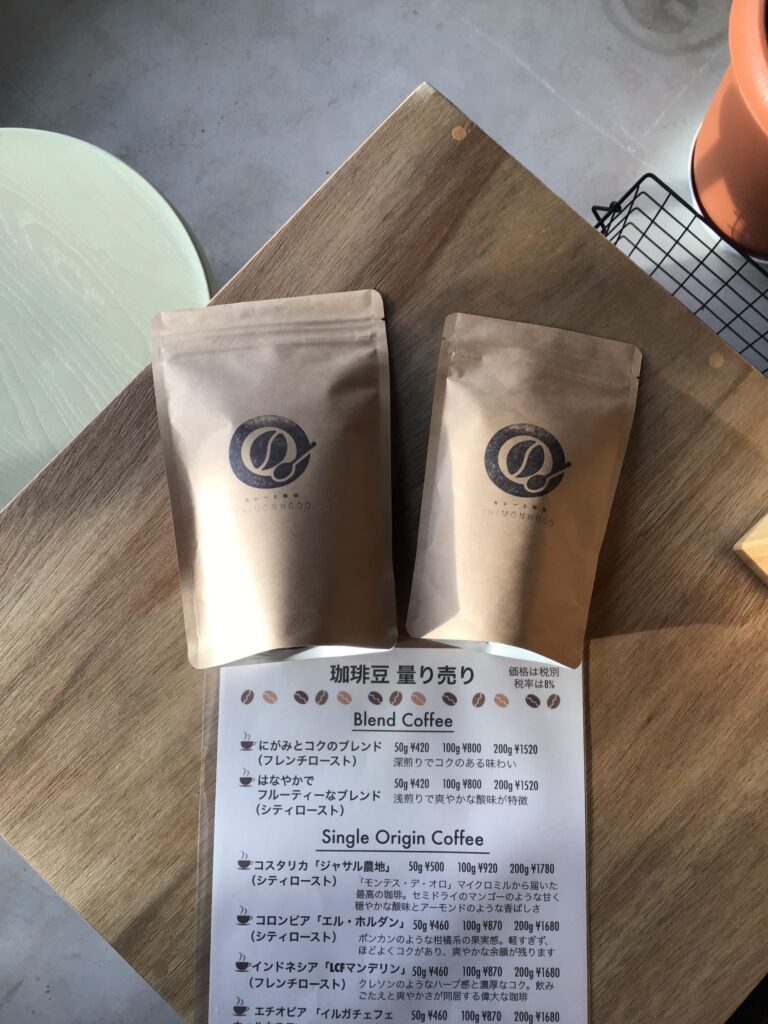 カレーと珈琲
SHIMONHOOD
カレーと珈琲
SHIMONHOOD
珈琲豆 量り売り
価格は税別
税率は8%
Blend Coffee
にがみとコクのブレンド 50g ¥420 100g ¥800 200g ¥1520
（フレンチロースト） 深煎りでコクのある味わい
はなやかで
フルーティーなブレンド 50g ¥420 100g ¥800 200g ¥1520
（シティロースト） 浅煎りで爽やかな酸味が特徴
Single Origin Coffee
コスタリカ「ジャサル農地」 50g ¥500 100g ¥920 200g ¥1780
（シティロースト） 「モンテス・デ・オロ」マイクロミルから届いた
最高の珈琲。セミドライのマンゴーのような甘く
穏やかな酸味とアーモンドのような香ばしさ
コロンビア「エル・ホルダン」 50g ¥460 100g ¥870 200g ¥1680
（シティロースト） ポンカンのような柑橘系の果実感。軽すぎず、
ほどよくコクがあり、爽やかな余韻が残ります
インドネシア「LCFマンデリン」 50g ¥460 100g ¥870 200g ¥1680
（フレンチロースト） クレソンのようなハーブ感と濃厚なコク。飲み
ごたえと爽やかさが同居する偉大な珈琲
エチオピア「イルガチェフェ 50g ¥460 100g ¥870 200g ¥1680